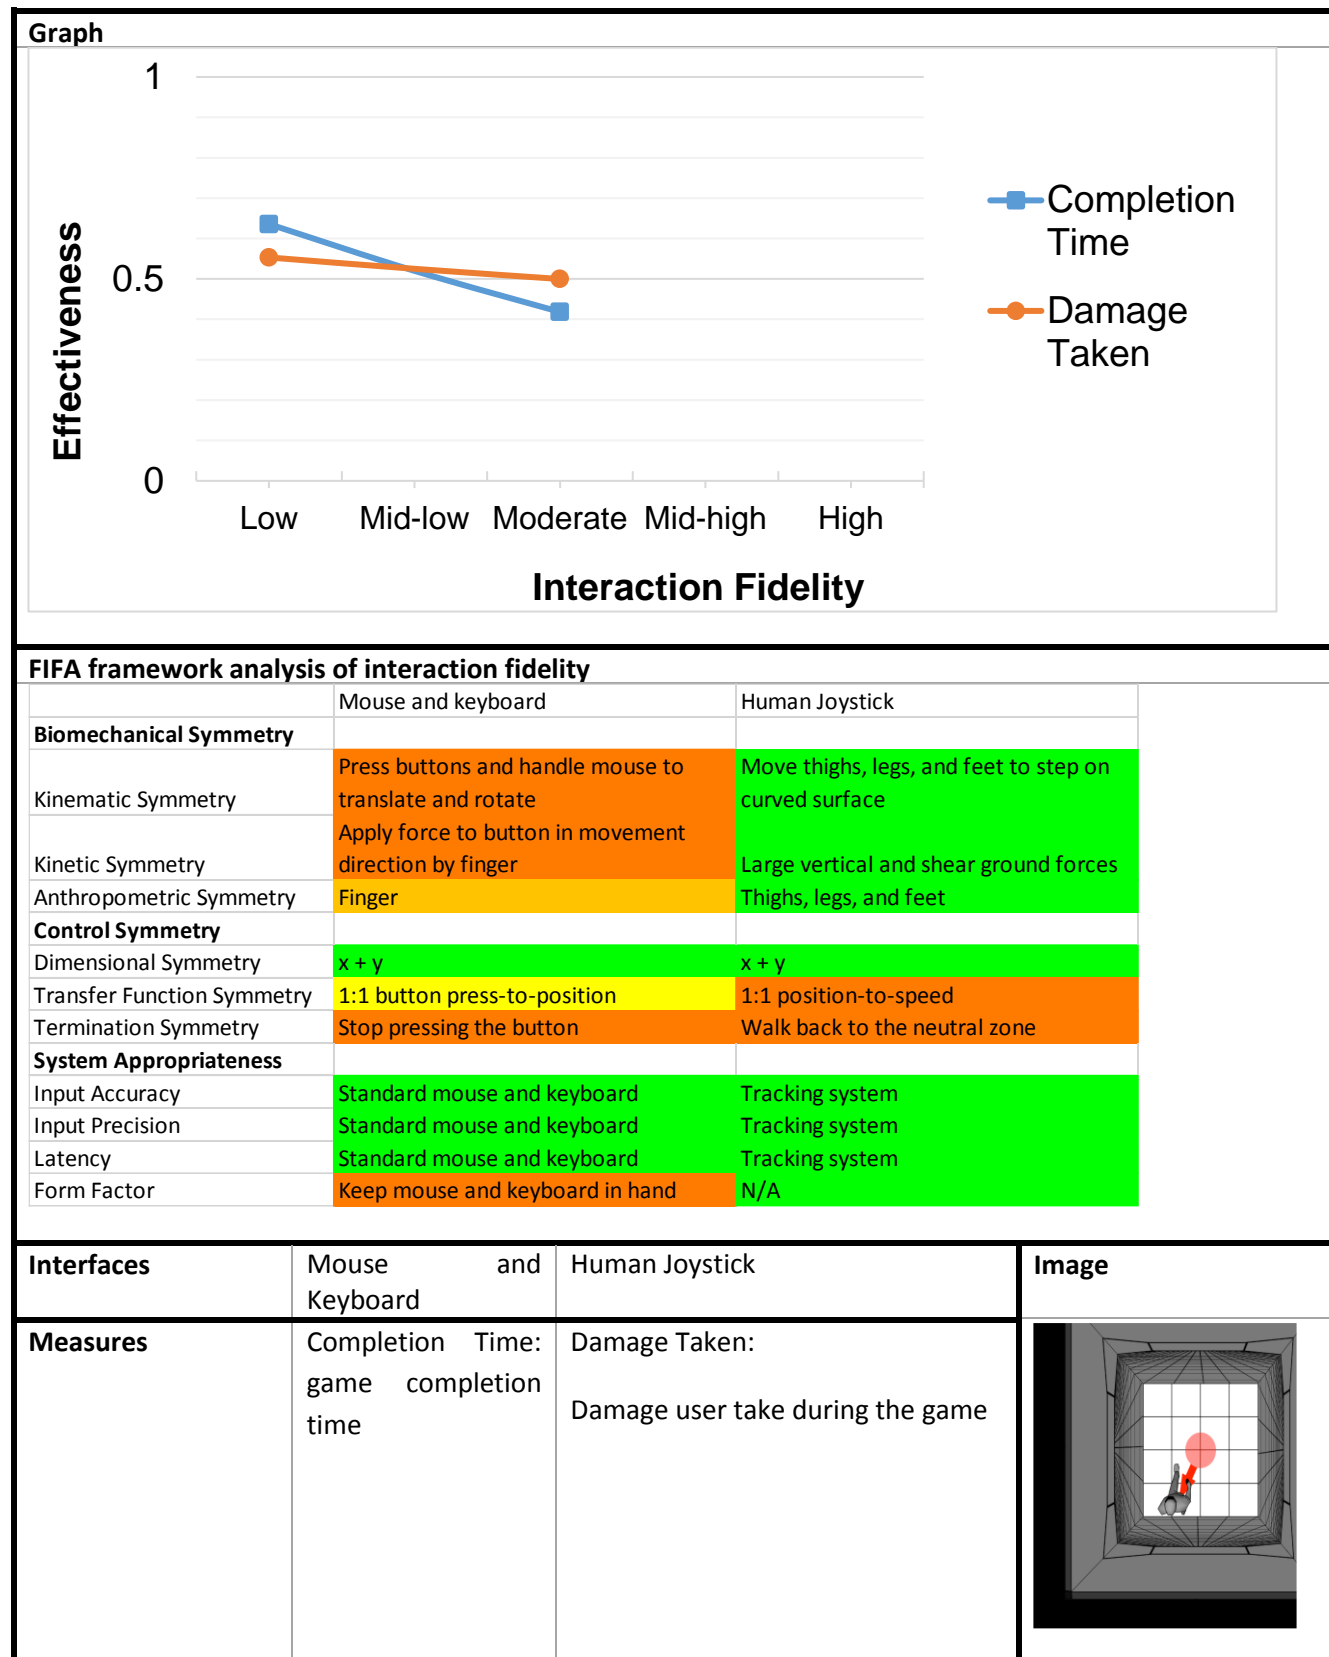 Graph
1
0.5
0
Effectiveness
Low Mid-low Moderate Mid-high High
Interaction Fidelity
Completion
Time
Damage
Taken
FIFA framework analysis of interaction fidelity
Mouse and keyboard Human Joystick
Biomechanical Symmetry
Kinematic Symmetry Press buttons and handle mouse to Move thighs, legs, and feet to step on
translate and rotate curved surface
Kinetic Symmetry Apply force to button in movement
direction by finger Large vertical and shear ground forces
Anthropometric Symmetry Finger Thighs, legs, and feet
Control Symmetry
Dimensional Symmetry x + y x + y
Transfer Function Symmetry 1:1 button press-to-position 1:1 position-to-speed
Termination Symmetry Stop pressing the button Walk back to the neutral zone
System Appropriateness
Input Accuracy Standard mouse and keyboard Tracking system
Input Precision Standard mouse and keyboard Tracking system
Latency Standard mouse and keyboard Tracking system
Form Factor Keep mouse and keyboard in hand N/A
Interfaces Mouse and Human Joystick Image
Keyboard
Measures Completion Time: Damage Taken:
game completion
time
Damage user take during the game